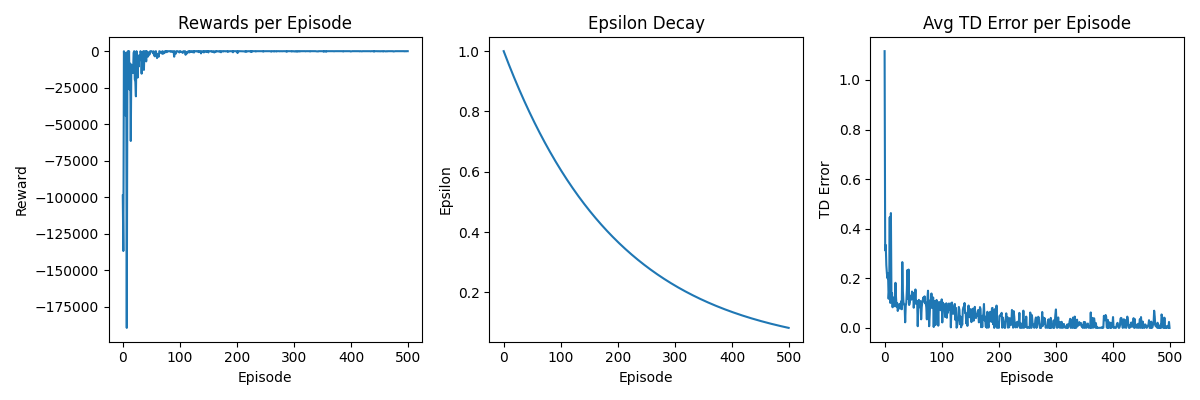 Rewards per Episode
0
−25000
−50000
−75000
−100000
−125000
−150000
−175000
Reward
0 100 200 300 400 500
Episode
Epsilon Decay
1.0
0.8
0.6
0.4
0.2
Epsilon
0 100 200 300 400 500
Episode
Avg TD Error per Episode
1.0
0.8
0.6
0.4
0.2
0.0
TD Error
0 100 200 300 400 500
Episode